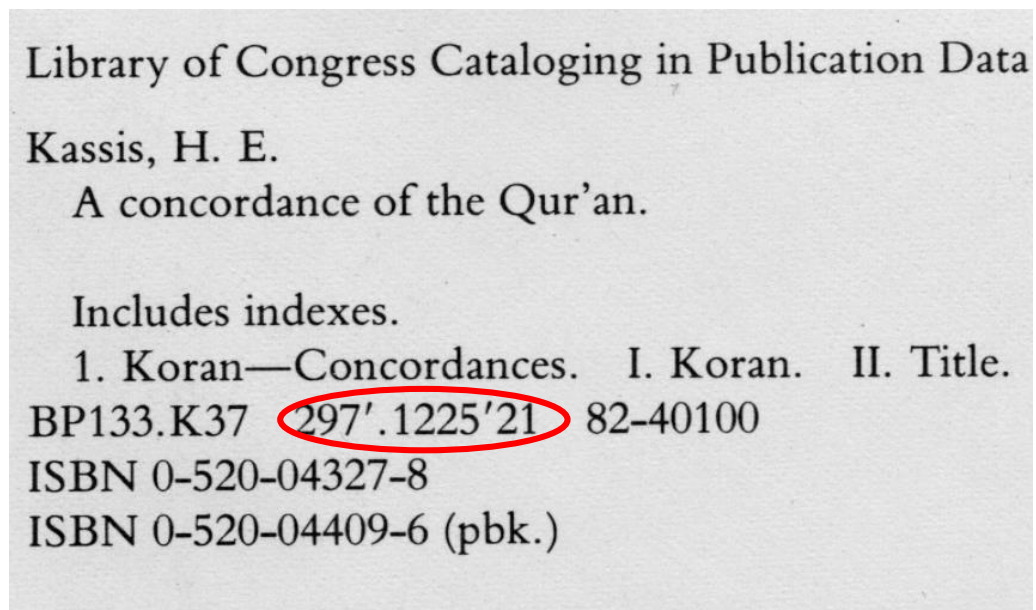 Library of Congress Cataloging in Publication Data
Kassis, H. E.
A concordance of the Qur'an.
Includes indexes.
1. Koran—Concordances. I. Koran. II. Title.
BP133.K37 297′.1225′21 82-40100
ISBN 0-520-04327-8
ISBN 0-520-04409-6 (pbk.)